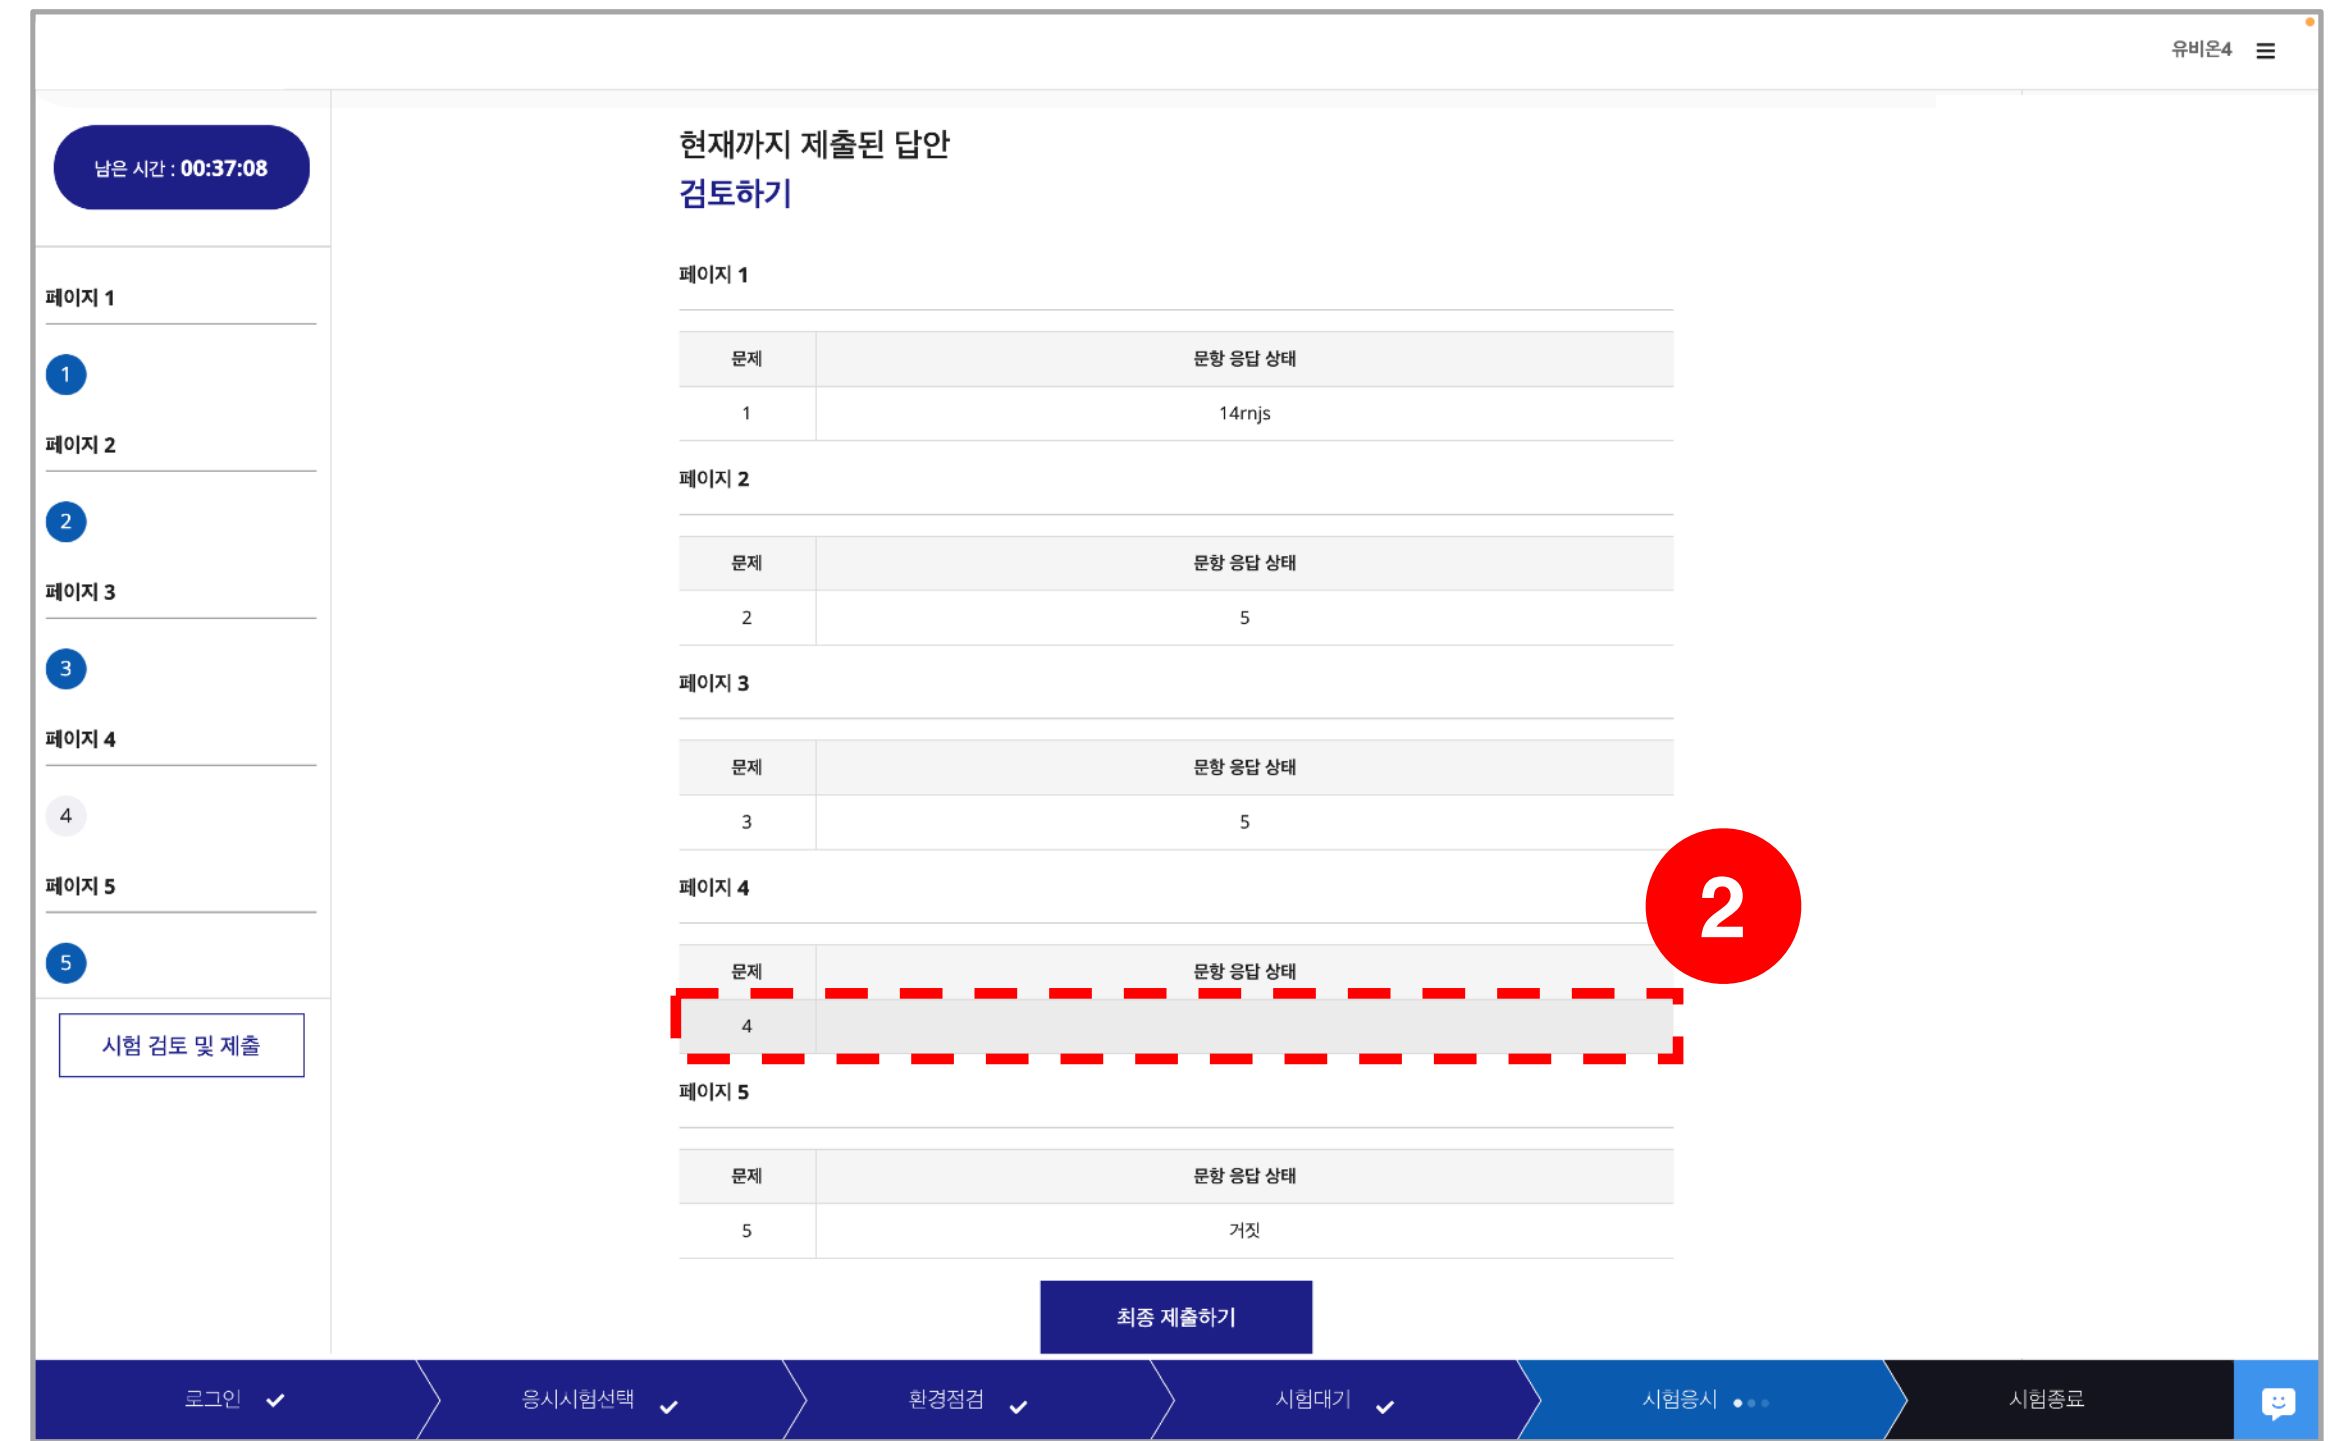 유비온4
남은 시간 : 00:37:08
페이지 1
1
페이지 2
2
페이지 3
3
페이지 4
4
페이지 5
5
시험 검토 및 제출
현재까지 제출된 답안
검토하기
페이지 1
문제 문항 응답 상태
1 14rnjs
페이지 2
문제 문항 응답 상태
2 5
페이지 3
문제 문항 응답 상태
3 5
페이지 4
2
문제 문항 응답 상태
4
페이지 5
문제 문항 응답 상태
5 거짓
최종 제출하기
로그인 응시시험선택 환경점검 시험대기 시험응시 시험종료